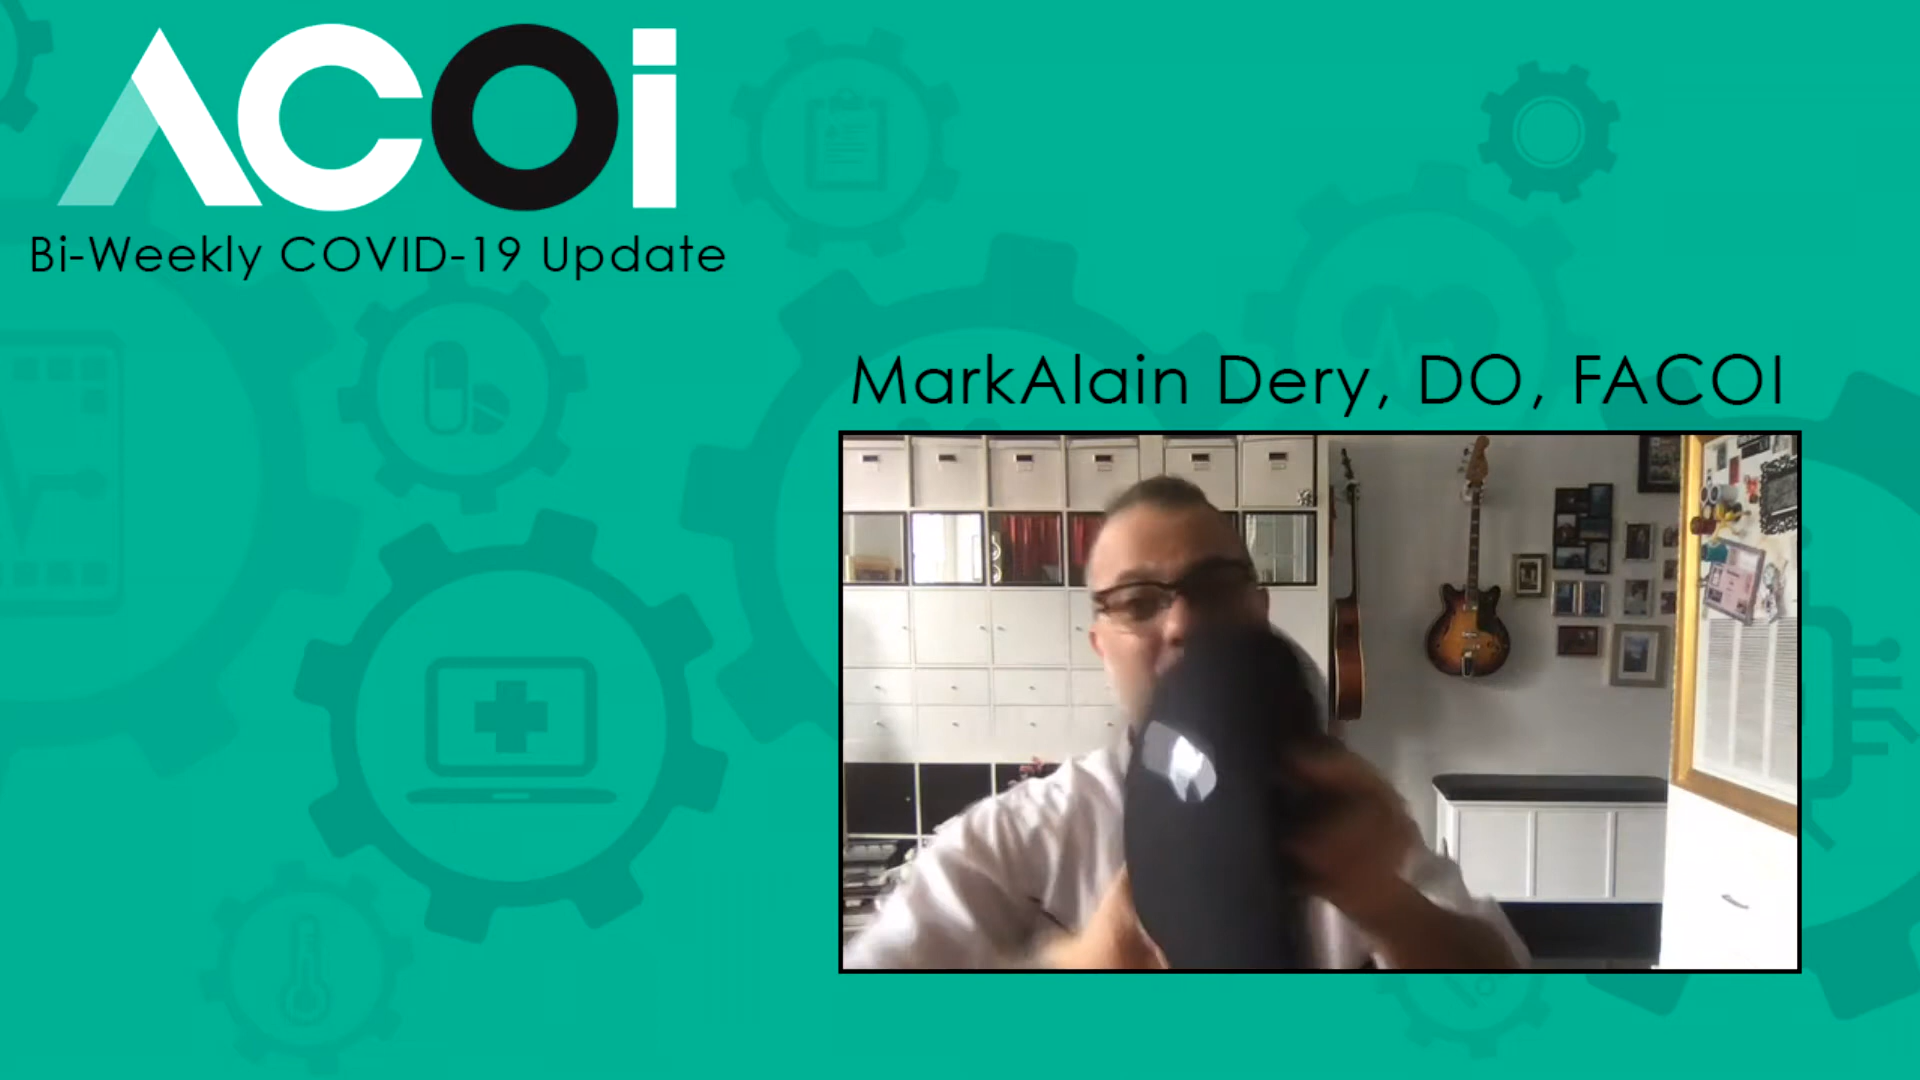 ACOi
Bi-Weekly COVID-19 Update
MarkAlain Dery, DO, FACOI